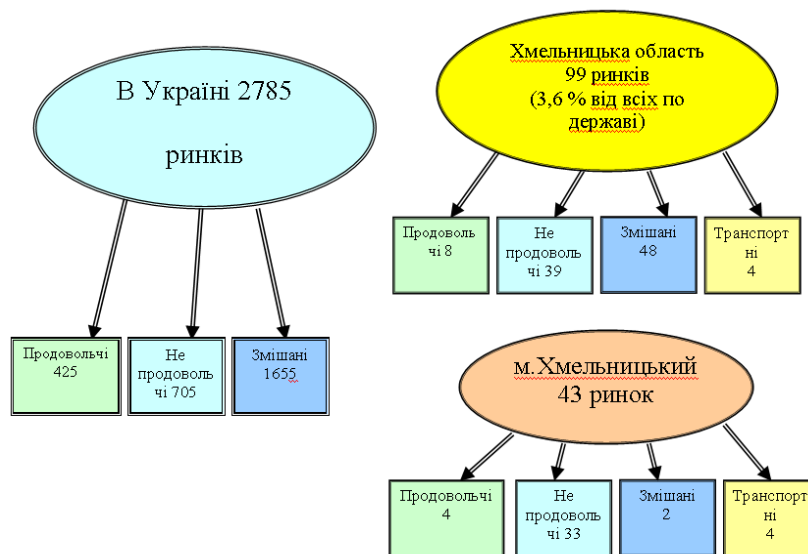 В Україні 2785
ринків
Продовольчі
425
Не
продоволь
чі 705
Змішані
1655
Хмельницька область
99 ринків
(3,6 % від всіх по
державі)
Продоволь
чі 8
Не
продоволь
чі 39
Змішані
48
Транспорт
ні
4
м.Хмельницький
43 ринок
Продовольчі
4
Не
продоволь
чі 33
Змішані
2
Транспорт
ні
4